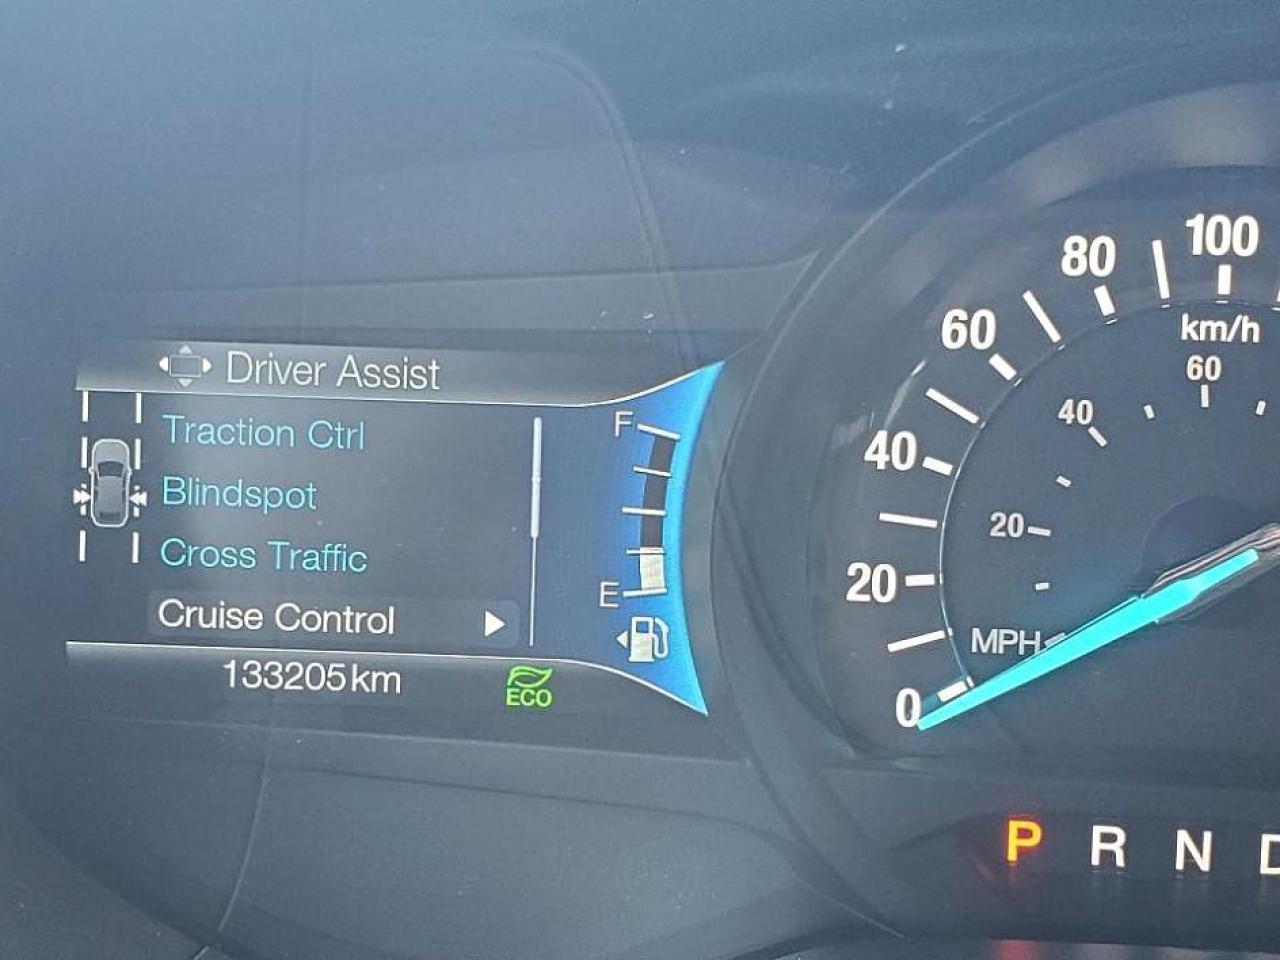 Driver Assist
Traction Ctrl
Blindspot
Cross Traffic
Cruise Control
133205 km
ECO
F
E
0
20
40
60
80
100
km/h
20
40
60
MPH
P R N D